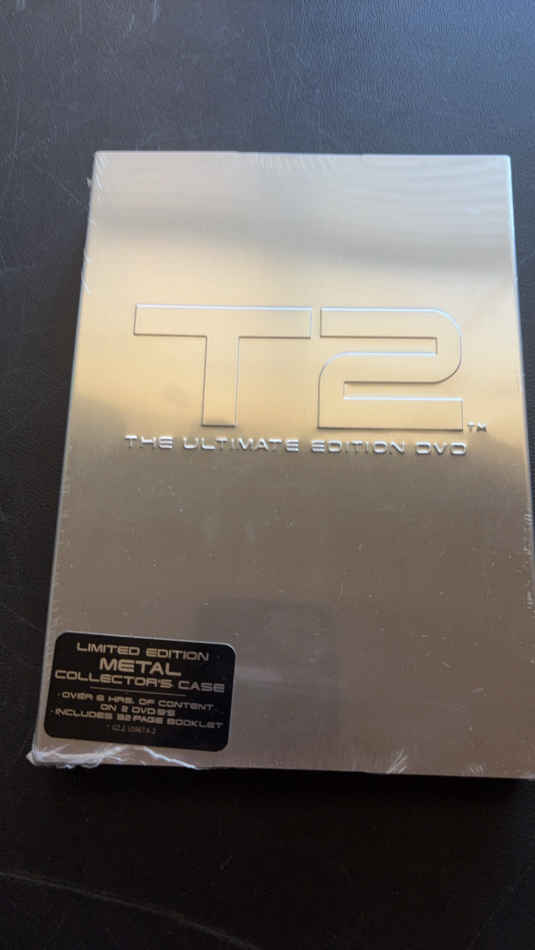 T2™
THE ULTIMATE EDITION DVD
LIMITED EDITION
METAL
COLLECTOR'S CASE
• OVER 6 HRS. OF CONTENT
ON 2 DVD 9'S
• INCLUDES 32 PAGE BOOKLET